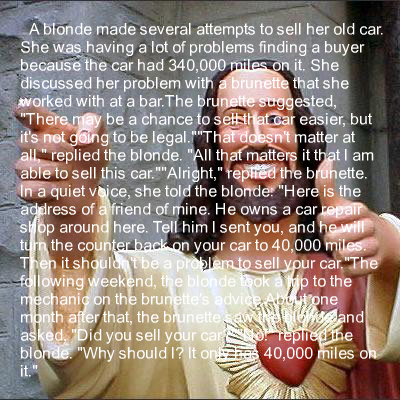 A blonde made several attempts to sell her old car.
She was having a lot of problems finding a buyer
because the car had 340,000 miles on it. She
discussed her problem with a brunette that she
worked with at a bar.The brunette suggested,
"There may be a chance to sell that car easier, but
it's not going to be legal.""That doesn't matter at
all," replied the blonde. "All that matters it that I am
able to sell this car.""Alright," replied the brunette.
In a quiet voice, she told the blonde: "Here is the
address of a friend of mine. He owns a car repair
shop around here. Tell him I sent you, and he will
turn the counter back on your car to 40,000 miles.
Then it shouldn't be a problem to sell your car."The
following weekend, the blonde took a trip to the
mechanic on the brunette's advice.About one
month after that, the brunette saw the blonde and
asked, "Did you sell your car?""No!" replied the
blonde. "Why should I? It only has 40,000 miles on
it."